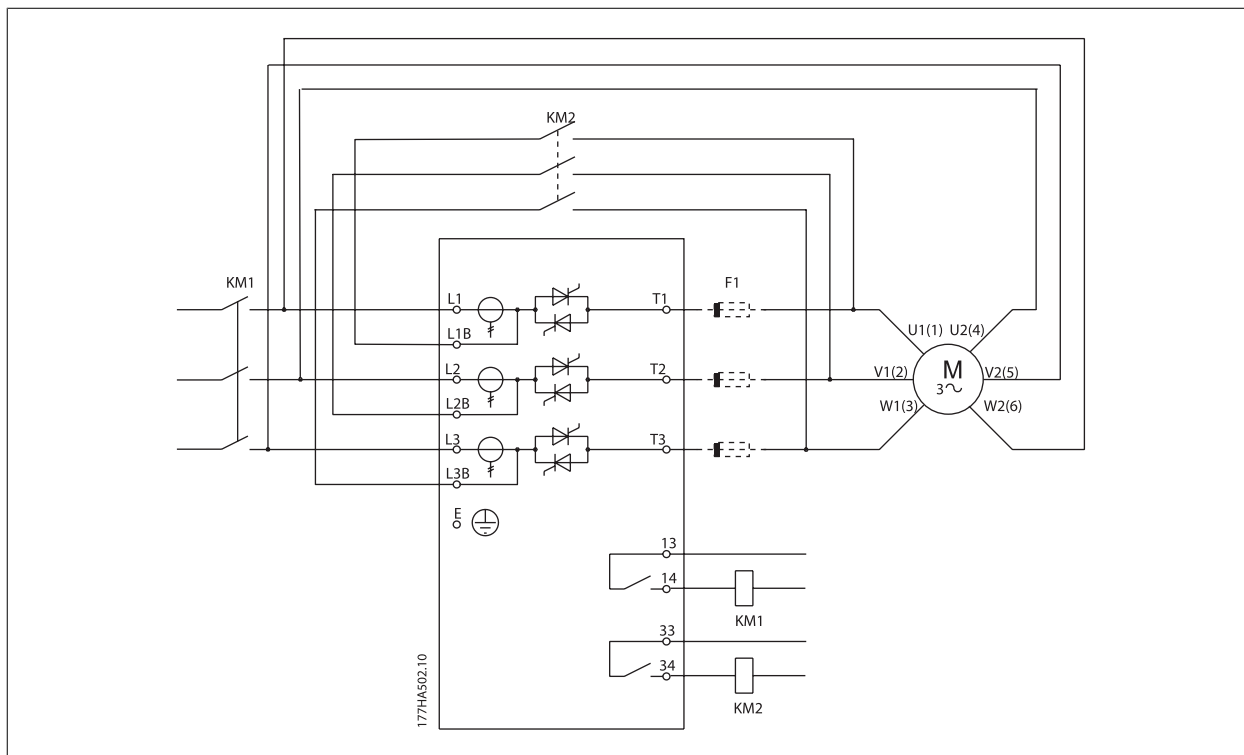 KM2
KM1
F1
L1
T1
L1B
U1(1) U2(4)
L2
T2
V1(2)
M
3~
V2(5)
L2B
W1(3)
W2(6)
L3
T3
L3B
E
13
14
KM1
33
34
KM2
177HA502.10